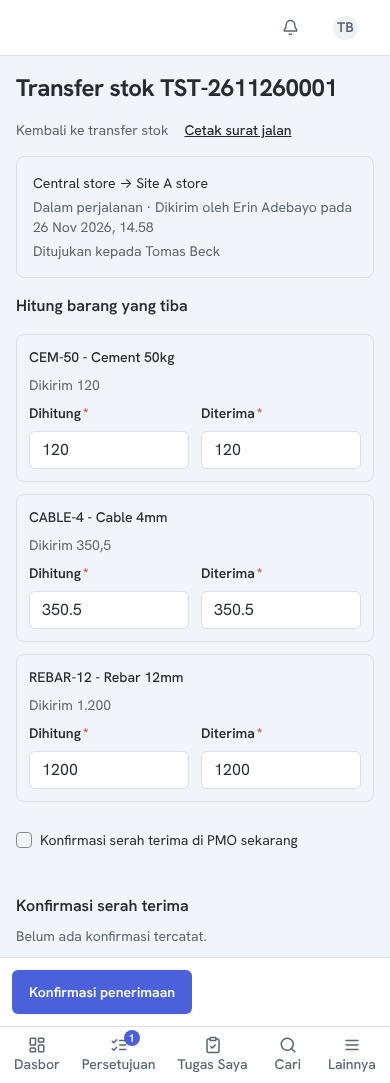 TB
Transfer stok TST-2611260001
Kembali ke transfer stok Cetak surat jalan
Central store → Site A store
Dalam perjalanan · Dikirim oleh Erin Adebayo pada
26 Nov 2026, 14.58
Ditujukan kepada Tomas Beck
Hitung barang yang tiba
CEM-50 - Cement 50kg
Dikirim 120
Dihitung* Diterima*
120 120
CABLE-4 - Cable 4mm
Dikirim 350,5
Dihitung* Diterima*
350.5 350.5
REBAR-12 - Rebar 12mm
Dikirim 1.200
Dihitung* Diterima*
1200 1200
Konfirmasi serah terima di PMO sekarang
Konfirmasi serah terima
Belum ada konfirmasi tercatat.
Konfirmasi penerimaan
1
Dasbor Persetujuan Tugas Saya Cari Lainnya